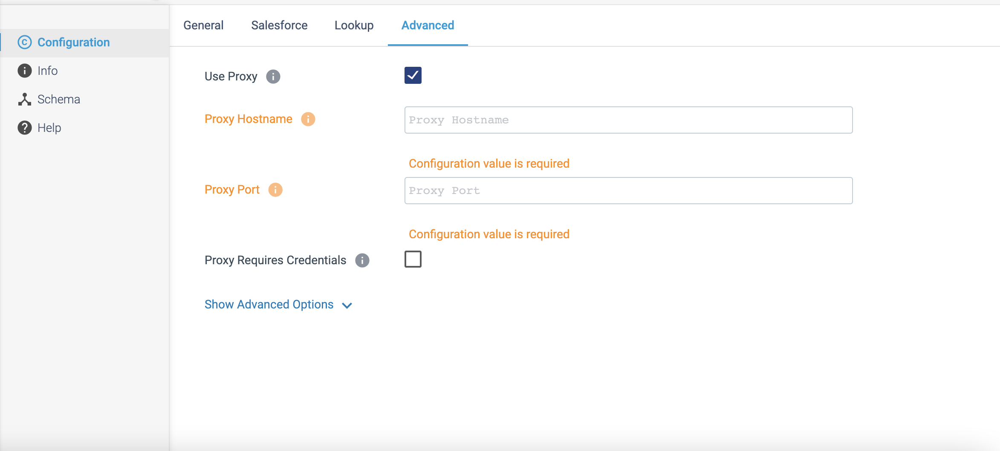 General Salesforce Lookup Advanced
Configuration
Info
Schema
Help
Use Proxy
Proxy Hostname Proxy Hostname
Configuration value is required
Proxy Port Proxy Port
Configuration value is required
Proxy Requires Credentials
Show Advanced Options